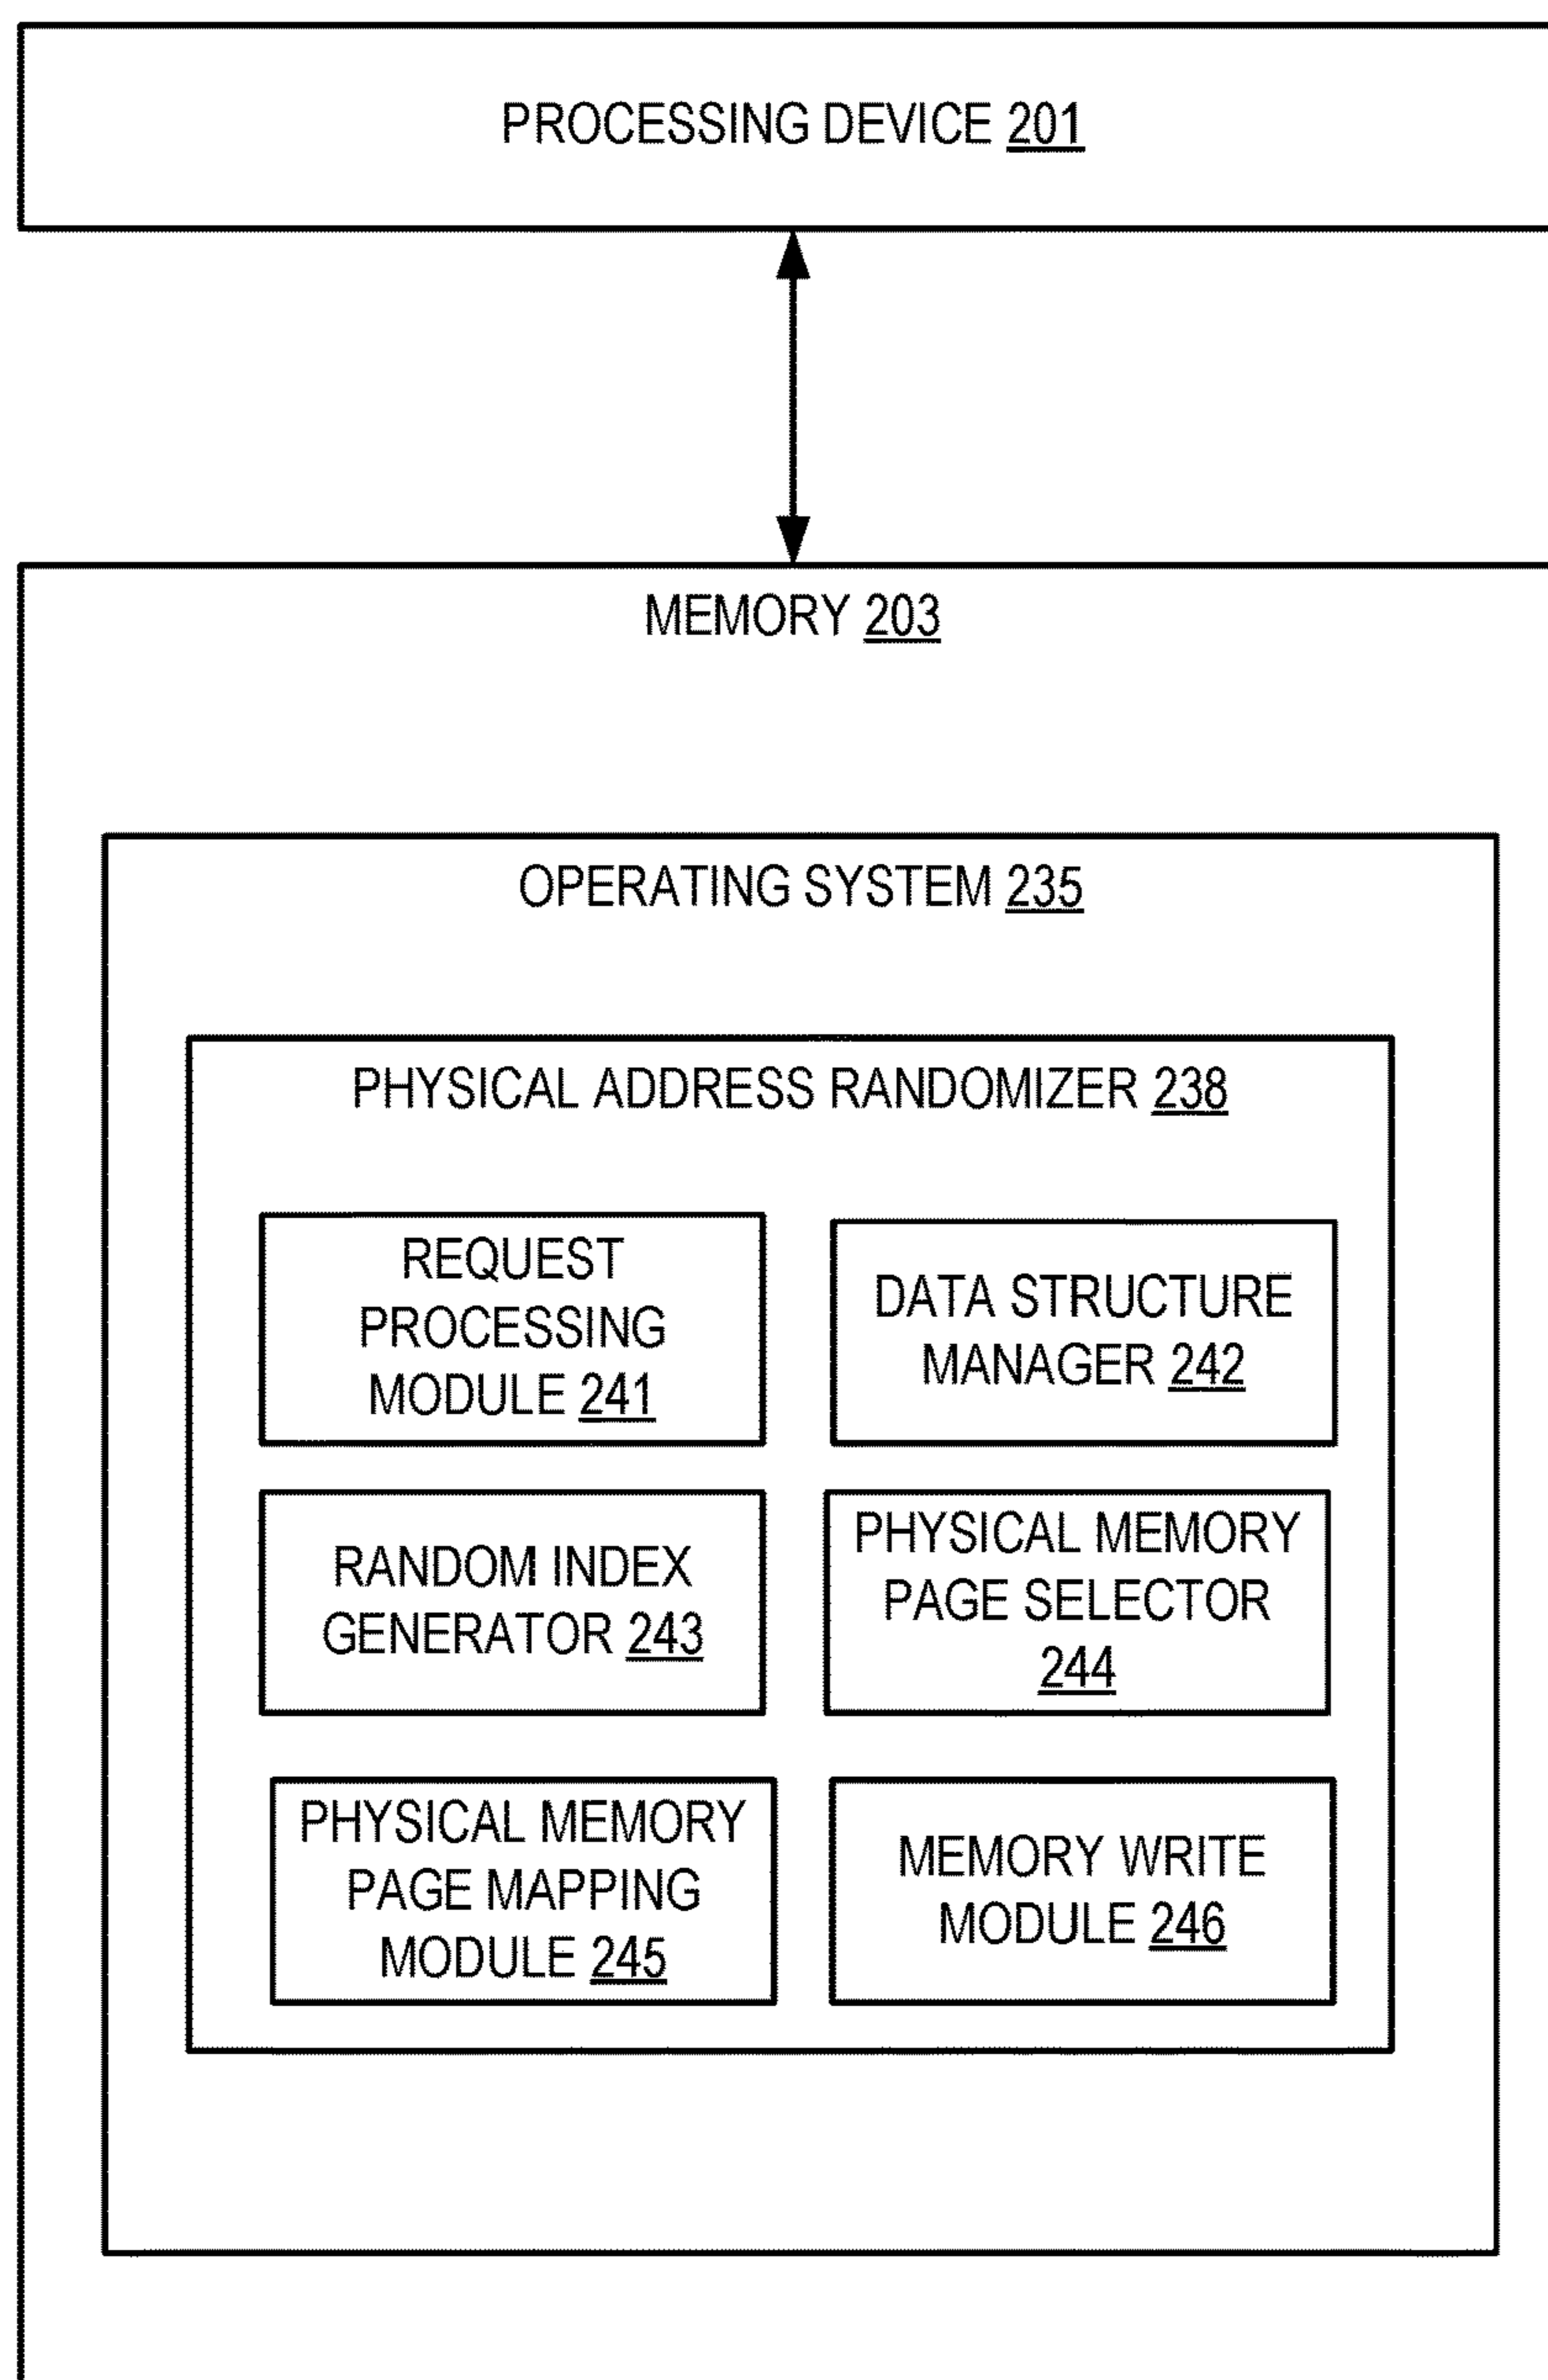 PROCESSING DEVICE 201
MEMORY 203
OPERATING SYSTEM 235
PHYSICAL ADDRESS RANDOMIZER 238
REQUEST
PROCESSING
MODULE 241
DATA STRUCTURE
MANAGER 242
RANDOM INDEX
GENERATOR 243
PHYSICAL MEMORY
PAGE SELECTOR
244
PHYSICAL MEMORY
PAGE MAPPING
MODULE 245
MEMORY WRITE
MODULE 246